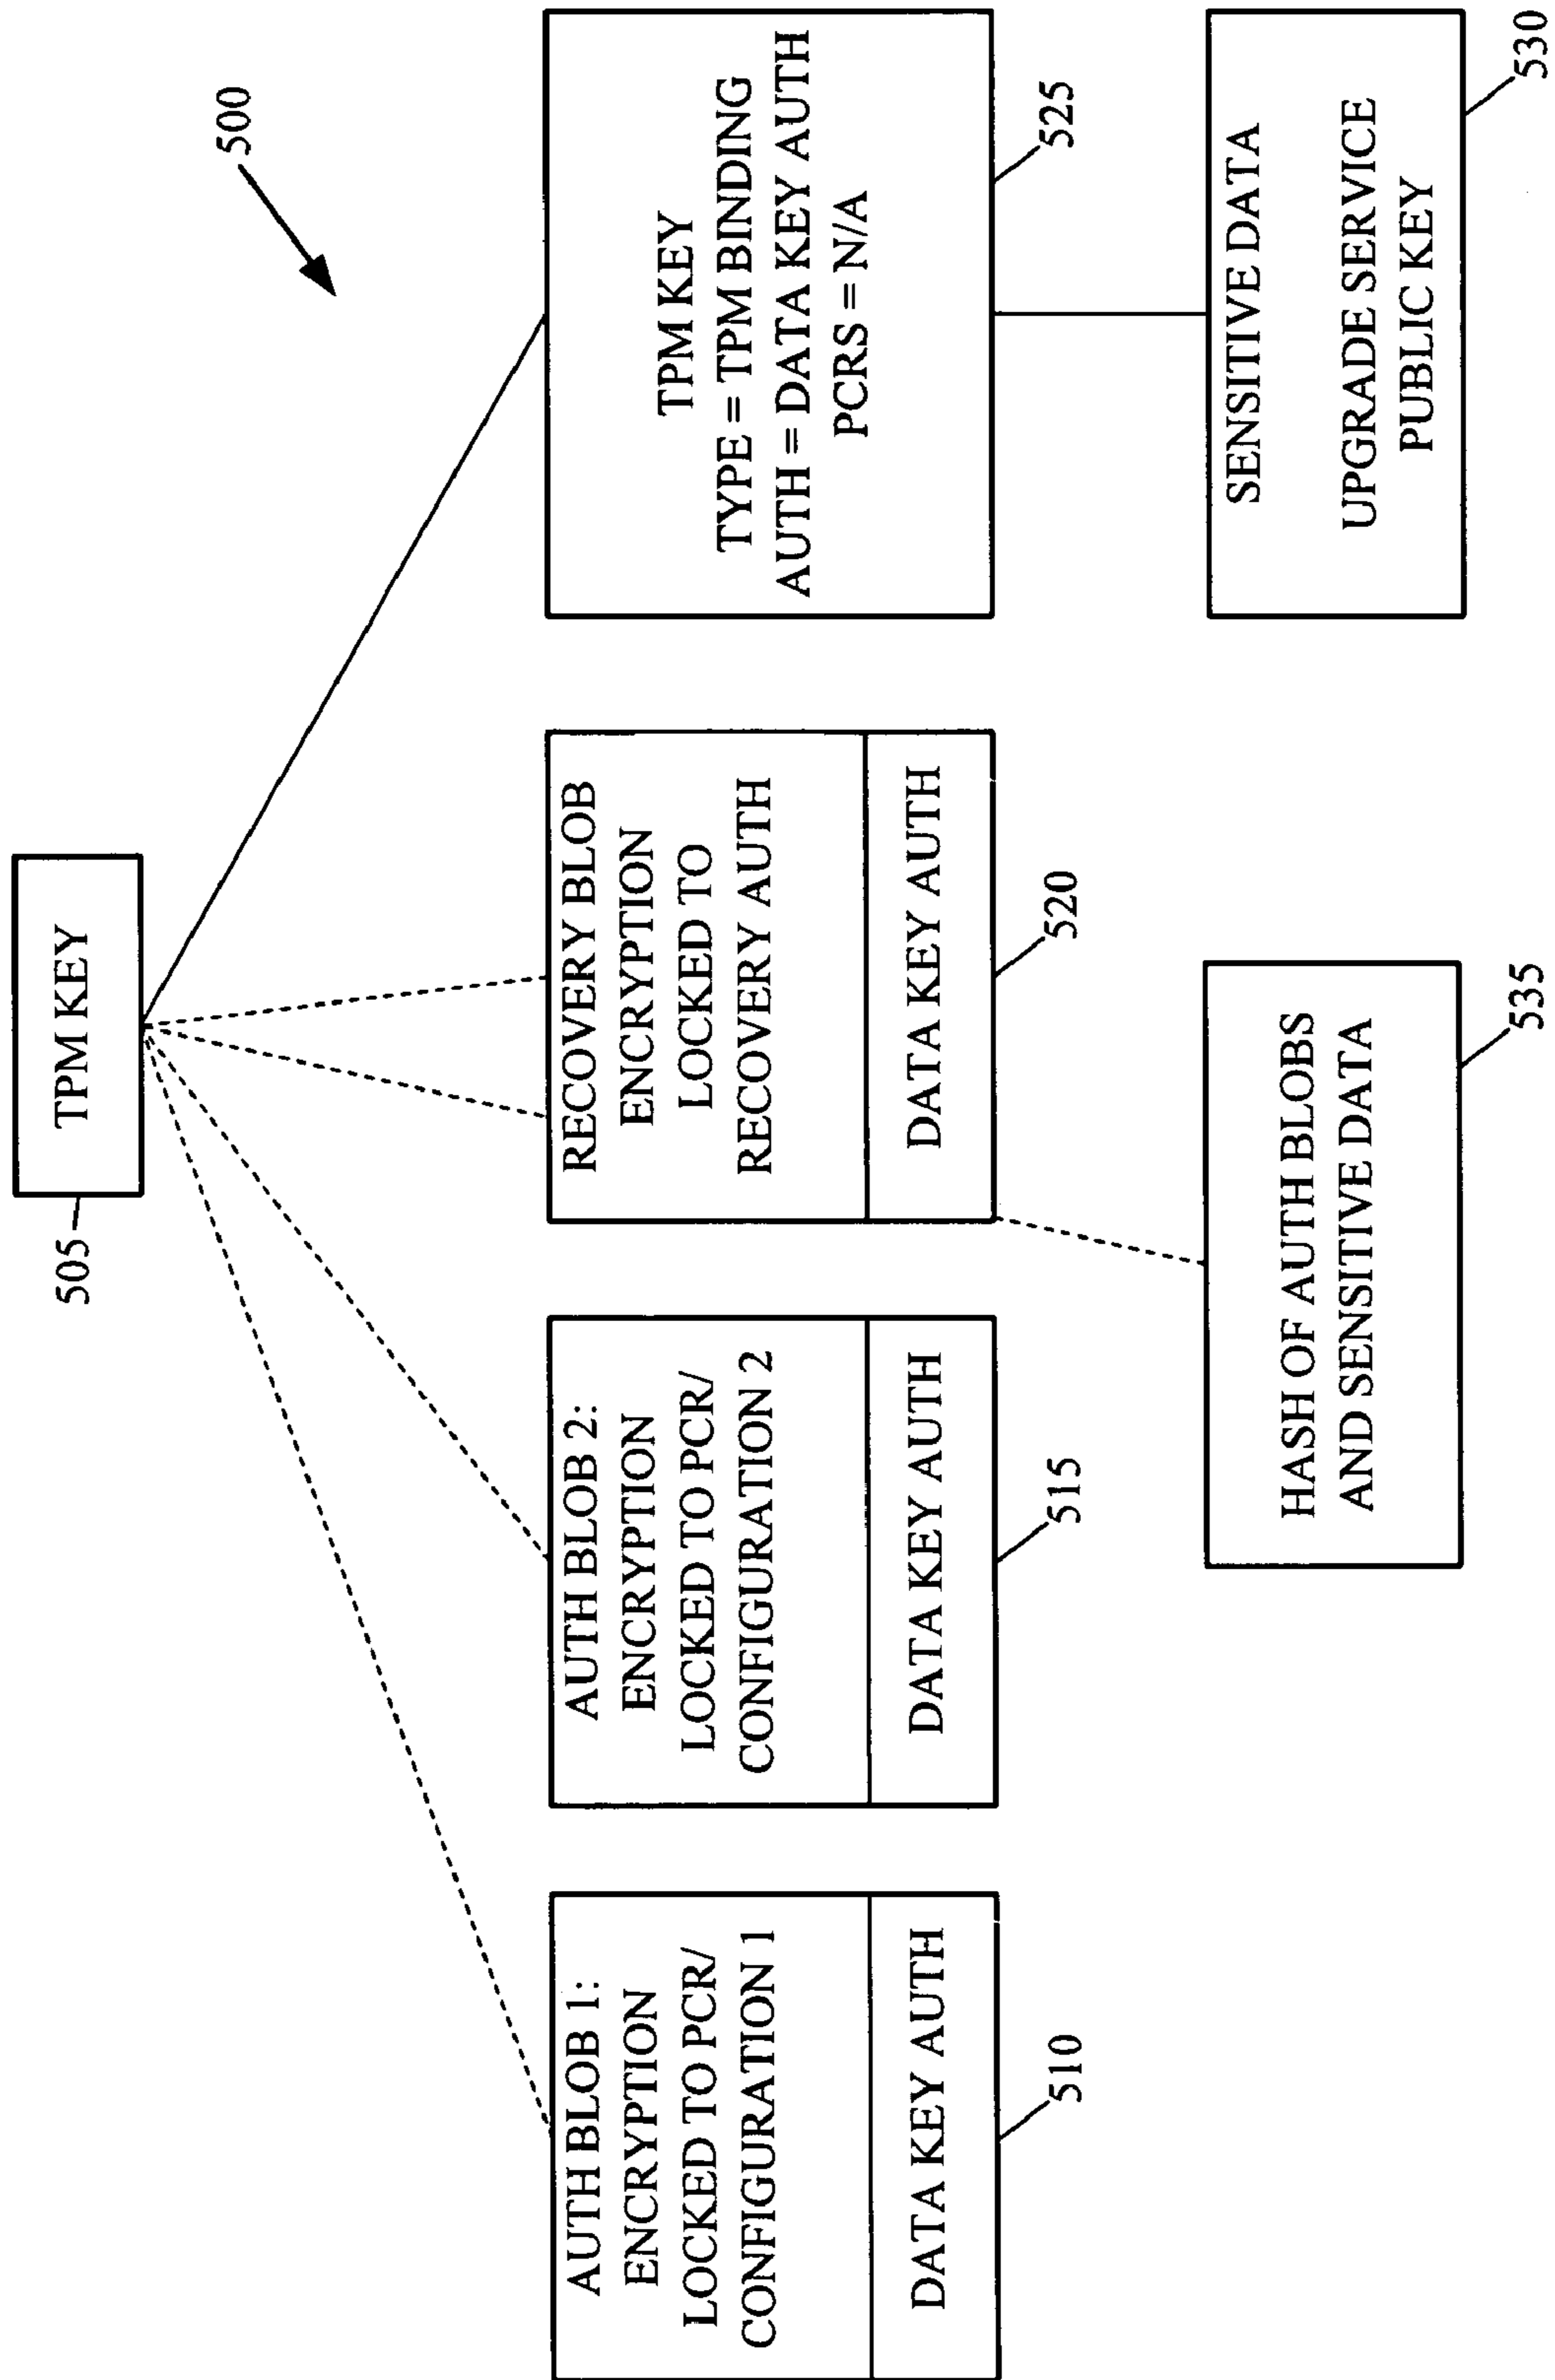 500
TPM KEY
505
AUTH BLOB 1:
ENCRYPTION
LOCKED TO PCR/
CONFIGURATION 1
DATA KEY AUTH
510
AUTH BLOB 2:
ENCRYPTION
LOCKED TO PCR/
CONFIGURATION 2
DATA KEY AUTH
515
RECOVERY BLOB
ENCRYPTION
LOCKED TO
RECOVERY AUTH
DATA KEY AUTH
520
TPM KEY
TYPE = TPM BINDING
AUTH = DATA KEY AUTH
PCRS = N/A
525
HASH OF AUTH BLOBS
AND SENSITIVE DATA
535
SENSITIVE DATA
UPGRADE SERVICE
PUBLIC KEY
530